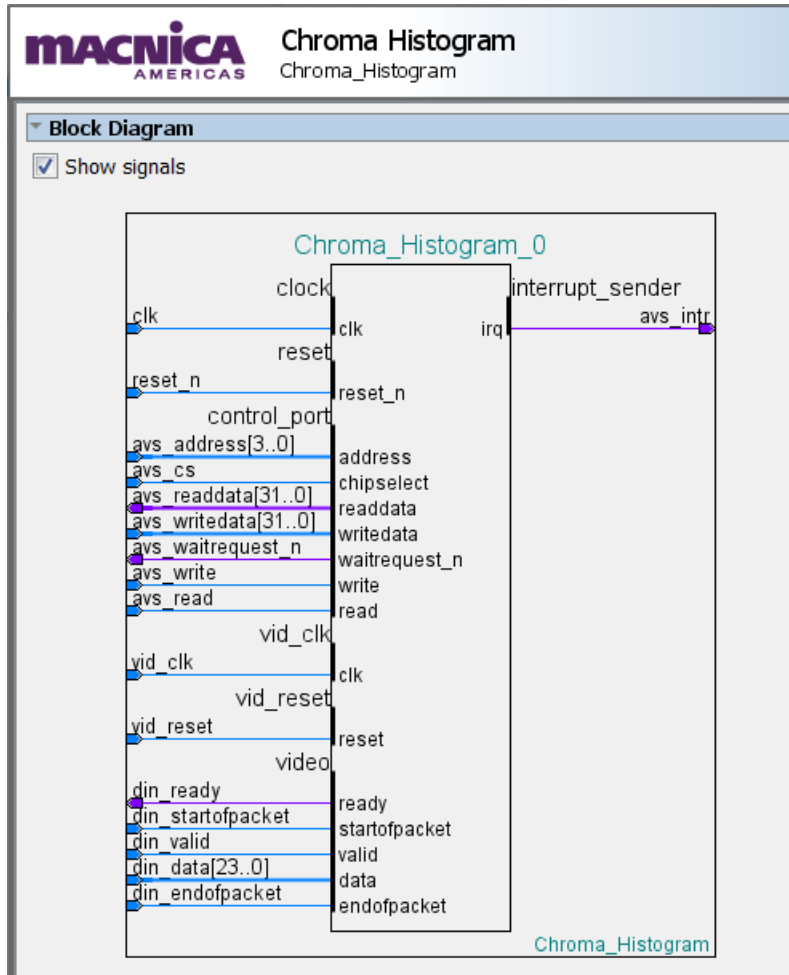 macnica
AMERICAS
Chroma Histogram
Chroma_Histogram
Block Diagram
Show signals
Chroma_Histogram_0
clock
interrupt_sender
clk
avs_intr
clk
irq
reset
reset_n
reset_n
control_port
avs_address[3..0]
address
avs_cs
chipselect
avs_readdata[31..0]
readdata
avs_writedata[31..0]
writedata
avs_waitrequest_n
waitrequest_n
avs_write
write
avs_read
read
vid_clk
vid_clk
clk
vid_reset
vid_reset
reset
video
din_ready
ready
din_startofpacket
startofpacket
din_valid
valid
din_data[23..0]
data
din_endofpacket
endofpacket
Chroma_Histogram